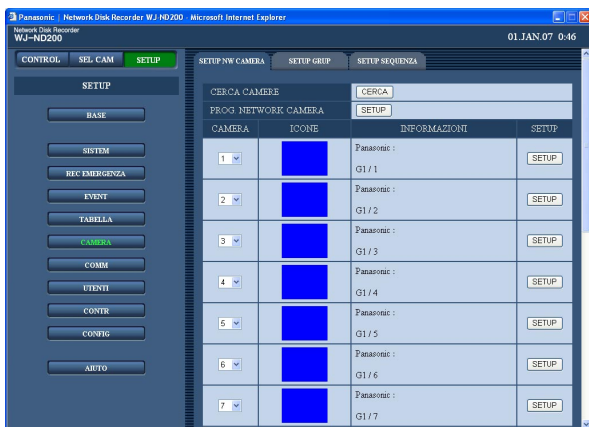 Panasonic | Network Disk Recorder WJ-ND200 - Microsoft Internet Explorer
Network Disk Recorder
WJ-ND200
01.JAN.07 0:46
CONTROL SEL CAM SETUP
SETUP NW CAMERA SETUP GRUP SETUP SEQUENZA
SETUP
BASE
SISTEM
REC EMERGENZA
EVENT
TABELLA
CAMERA
COMM
UTENTI
CONTR
CONFIG
AIUTO
CERCA CAMERE CERCA
PROG. NETWORK CAMERA SETUP
CAMERA ICONE INFORMAZIONI SETUP
1 Panasonic : SETUP
G1 / 1
2 Panasonic : SETUP
G1 / 2
3 Panasonic : SETUP
G1 / 3
4 Panasonic : SETUP
G1 / 4
5 Panasonic : SETUP
G1 / 5
6 Panasonic : SETUP
G1 / 6
7 Panasonic : SETUP
G1 / 7